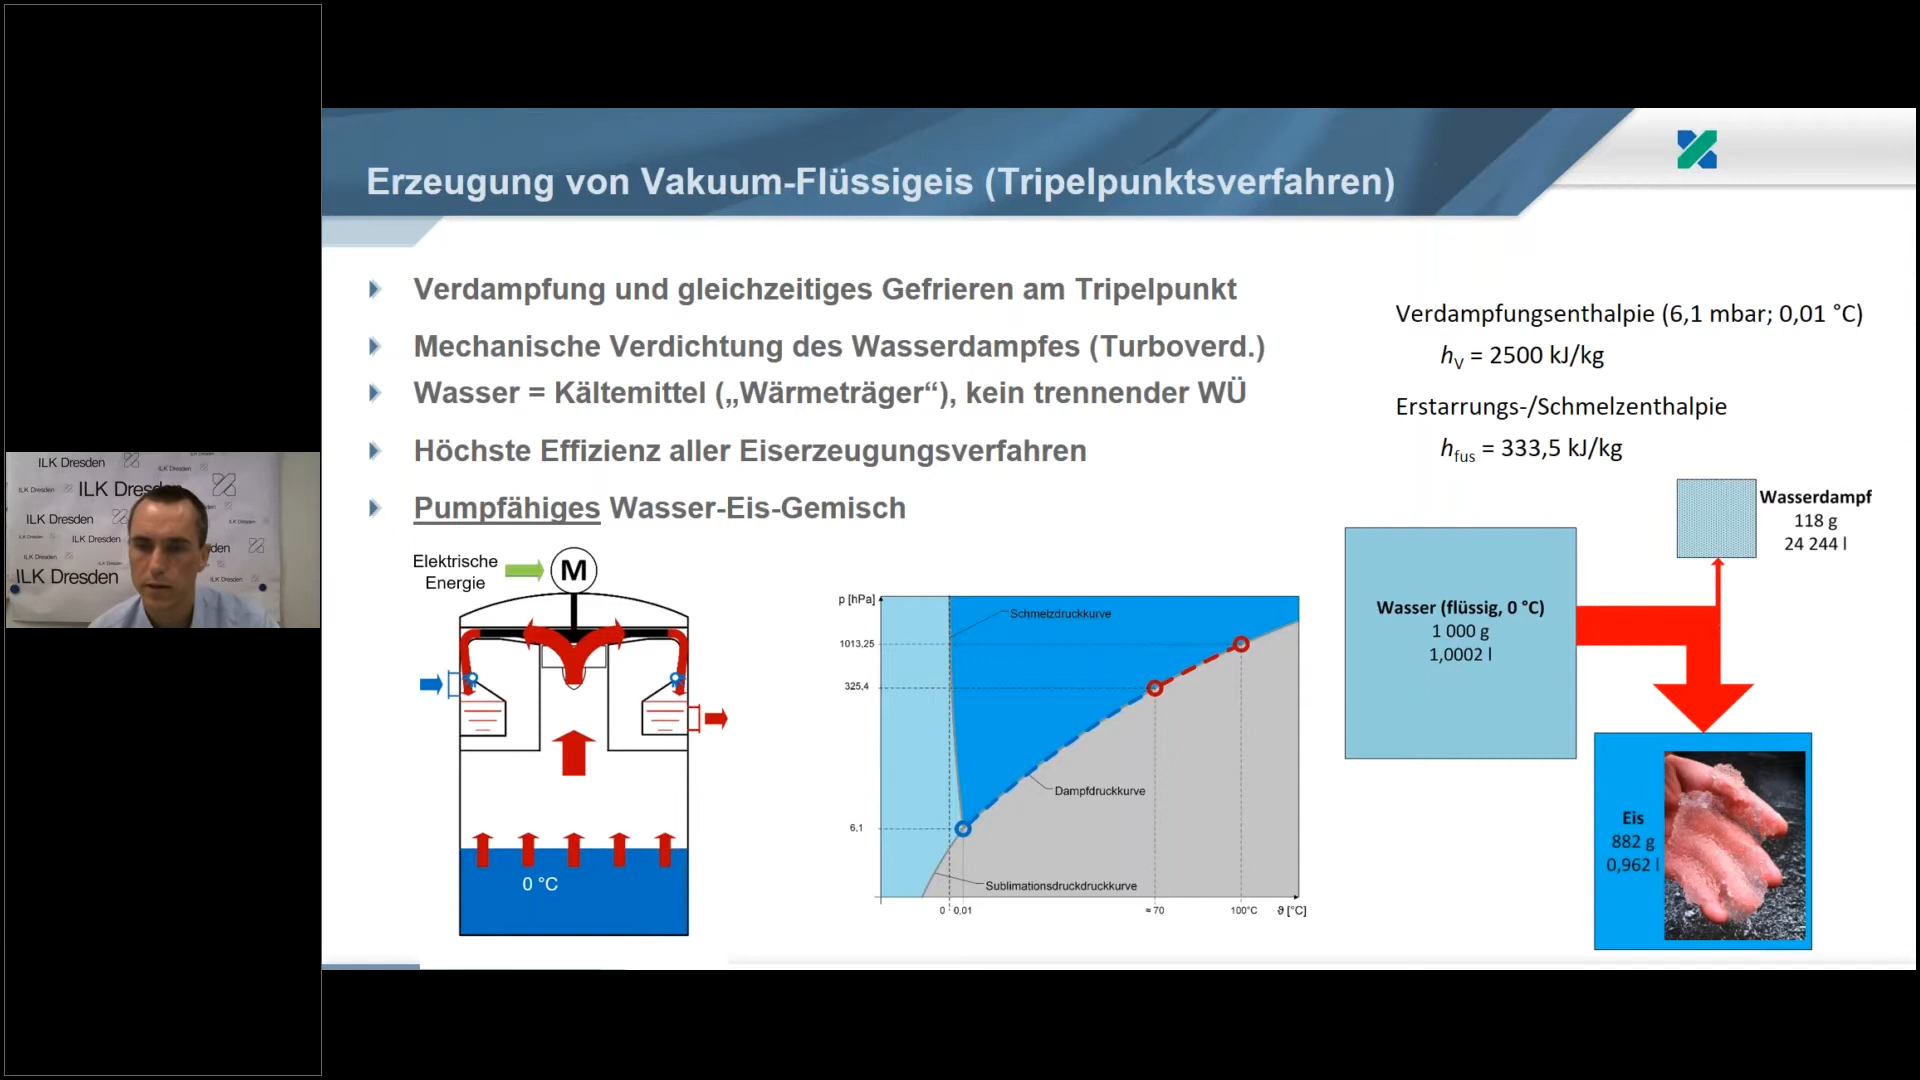 Erzeugung von Vakuum-Flüssigeis (Tripelpunktsverfahren)
Verdampfung und gleichzeitiges Gefrieren am Tripelpunkt
Mechanische Verdichtung des Wasserdampfes (Turboverd.)
Wasser = Kältemittel („Wärmeträger“), kein trennender WÜ
Höchste Effizienz aller Eiserzeugungsverfahren
Pumpfähiges Wasser-Eis-Gemisch
Verdampfungsenthalpie (6,1 mbar; 0,01 °C)
hV = 2500 kJ/kg
Erstarrungs-/Schmelzenthalpie
hfus = 333,5 kJ/kg
Elektrische
Energie
M
0 °C
p [hPa]
1013,25
325,4
6,1
Schmelzdruckkurve
Dampfdruckkurve
Sublimationsdruckdruckkurve
0
0,01
≈ 70
100°C
ϑ [°C]
Wasserdampf
118 g
24 244 l
Wasser (flüssig, 0 °C)
1 000 g
1,0002 l
Eis
882 g
0,962 l
ILK Dresden
ILK Dresden
ILK Dresden
ILK Dresden
ILK Dresden
ILK Dresden
ILK Dresden
ILK Dresden